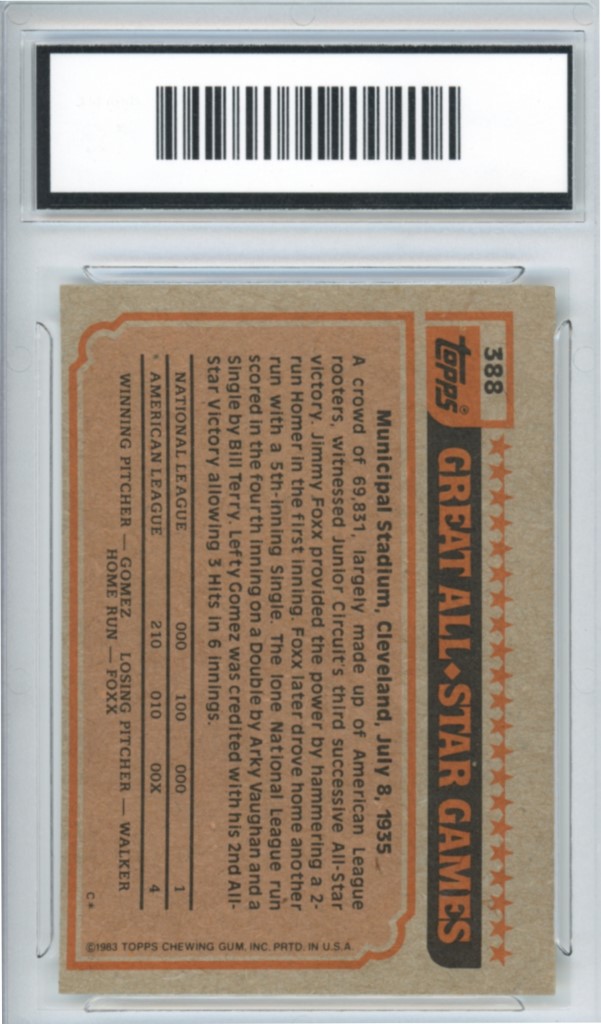 388
topps®
GREAT ALL◆STAR GAMES
Municipal Stadium, Cleveland, July 8, 1935
A crowd of 69,831, largely made up of American League
rooters, witnessed Junior Circuit's third successive All-Star
victory. Jimmy Foxx provided the power by hammering a 2-
run Homer in the first inning. Foxx later drove home another
run with a 5th-inning Single. The lone National League run
scored in the fourth inning on a Double by Arky Vaughan and a
Single by Bill Terry. Lefty Gomez was credited with his 2nd All-
Star Victory allowing 3 Hits in 6 innings.
NATIONAL LEAGUE 000 100 000 1
* AMERICAN LEAGUE 210 010 00X 4
WINNING PITCHER — GOMEZ LOSING PITCHER — WALKER
HOME RUN — FOXX
C*
©1983 TOPPS CHEWING GUM, INC. PRTD. IN U.S.A.